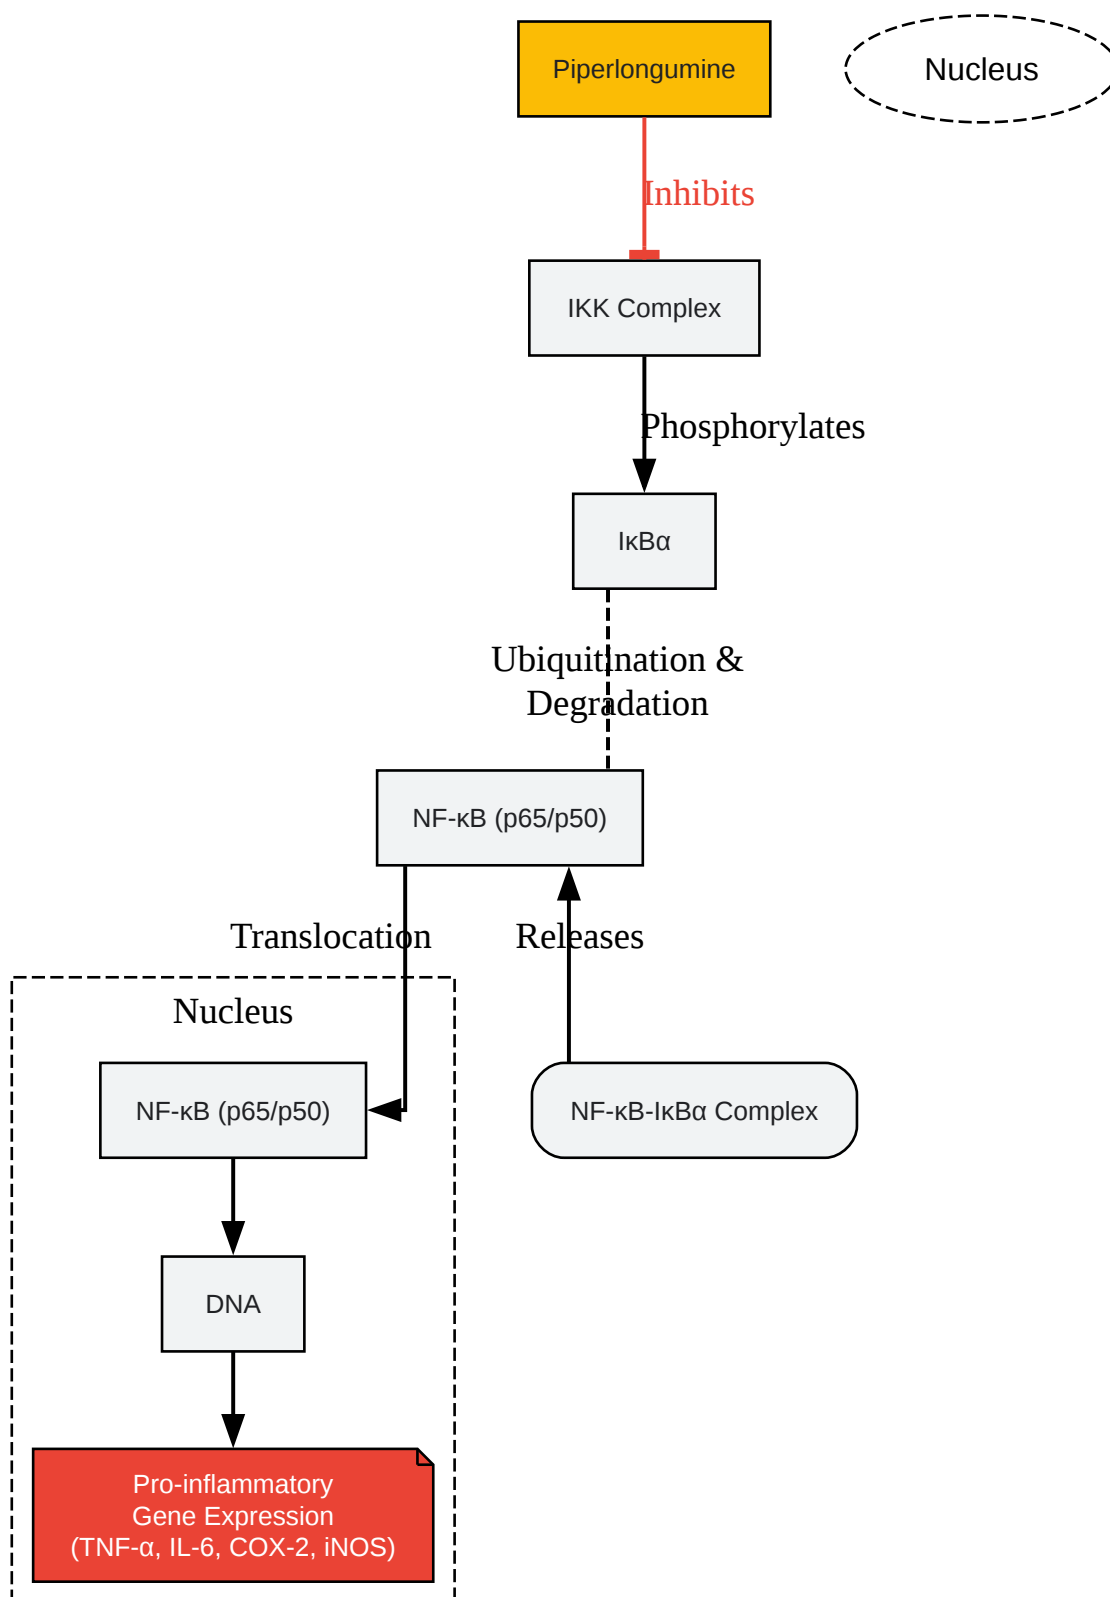 Piperlongumine
Nucleus
Inhibits
IKK Complex
Phosphorylates
IκBα
Ubiquitination &
Degradation
NF-κB (p65/p50)
Translocation
Releases
Nucleus
NF-κB (p65/p50)
NF-κB-IκBα Complex
DNA
Pro-inflammatory
Gene Expression
(TNF-α, IL-6, COX-2, iNOS)